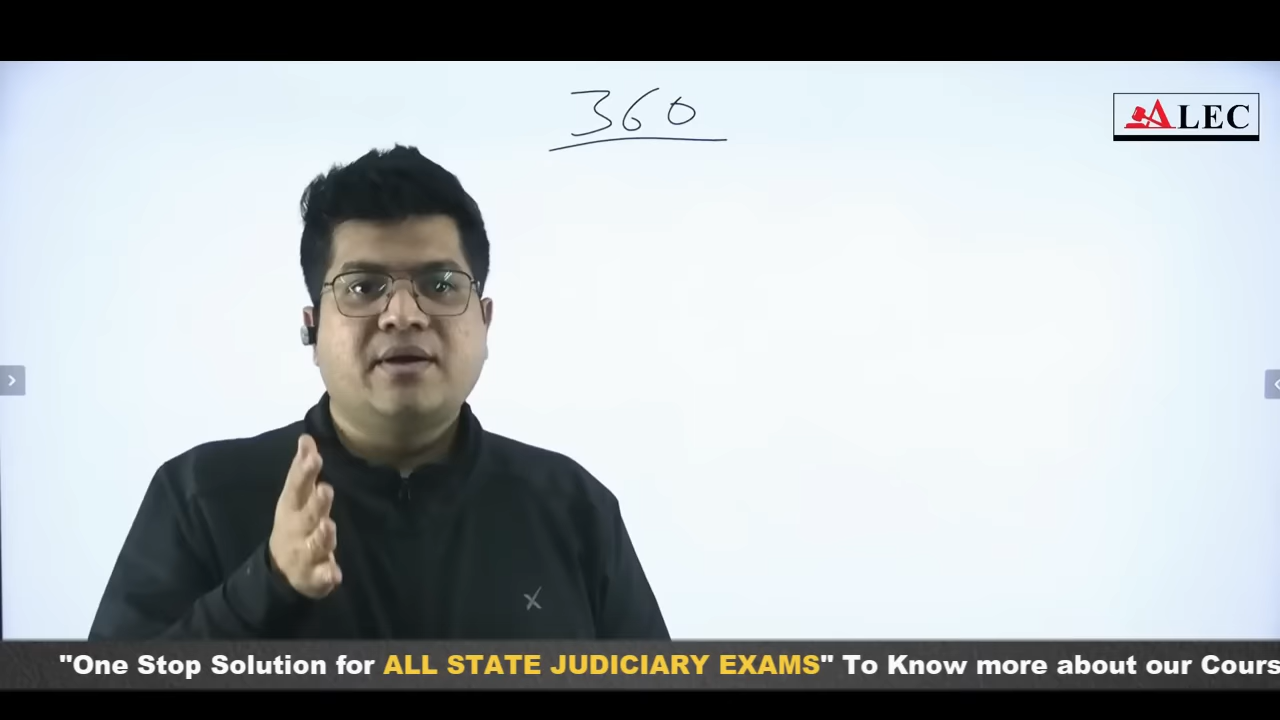 360
ALEC
"One Stop Solution for ALL STATE JUDICIARY EXAMS" To Know more about our Cours